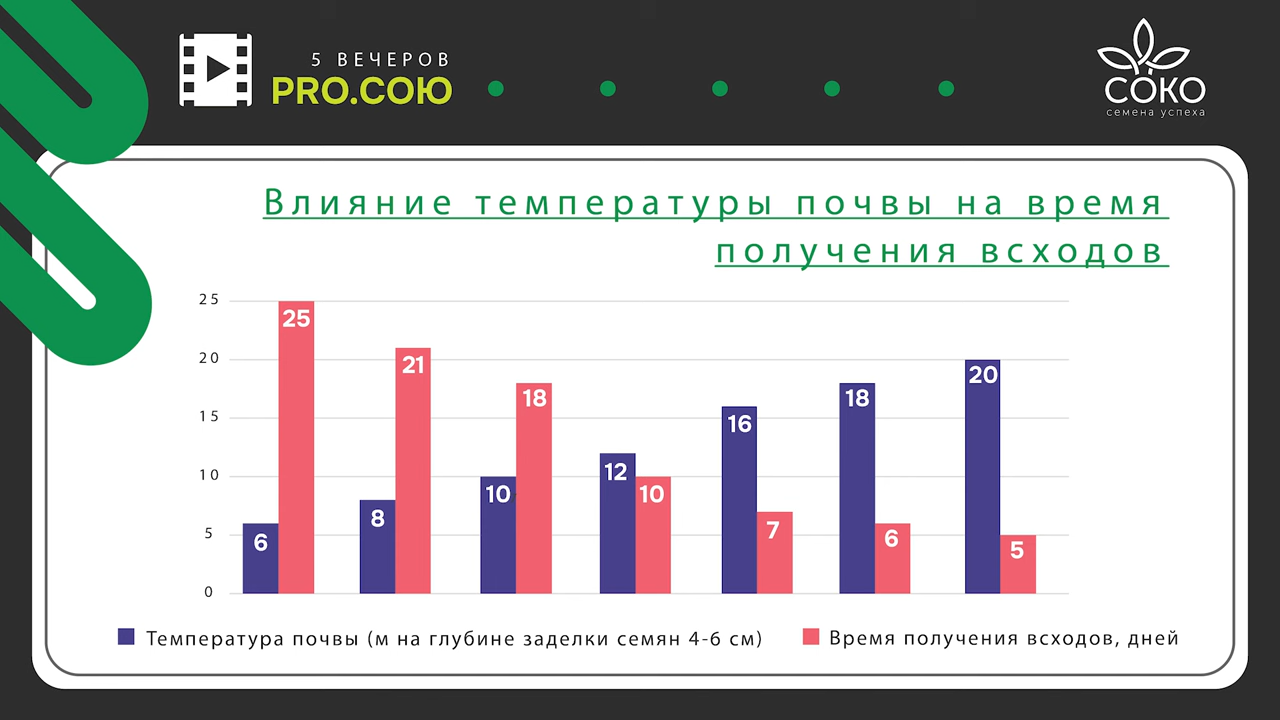 5 ВЕЧЕРОВ
PRO.СОЮ
СОКО
семена успеха
Влияние температуры почвы на время
получения всходов
25
20
15
10
5
0
6
25
8
21
10
18
12
10
16
7
18
6
20
5
Температура почвы (м на глубине заделки семян 4-6 см)
Время получения всходов, дней